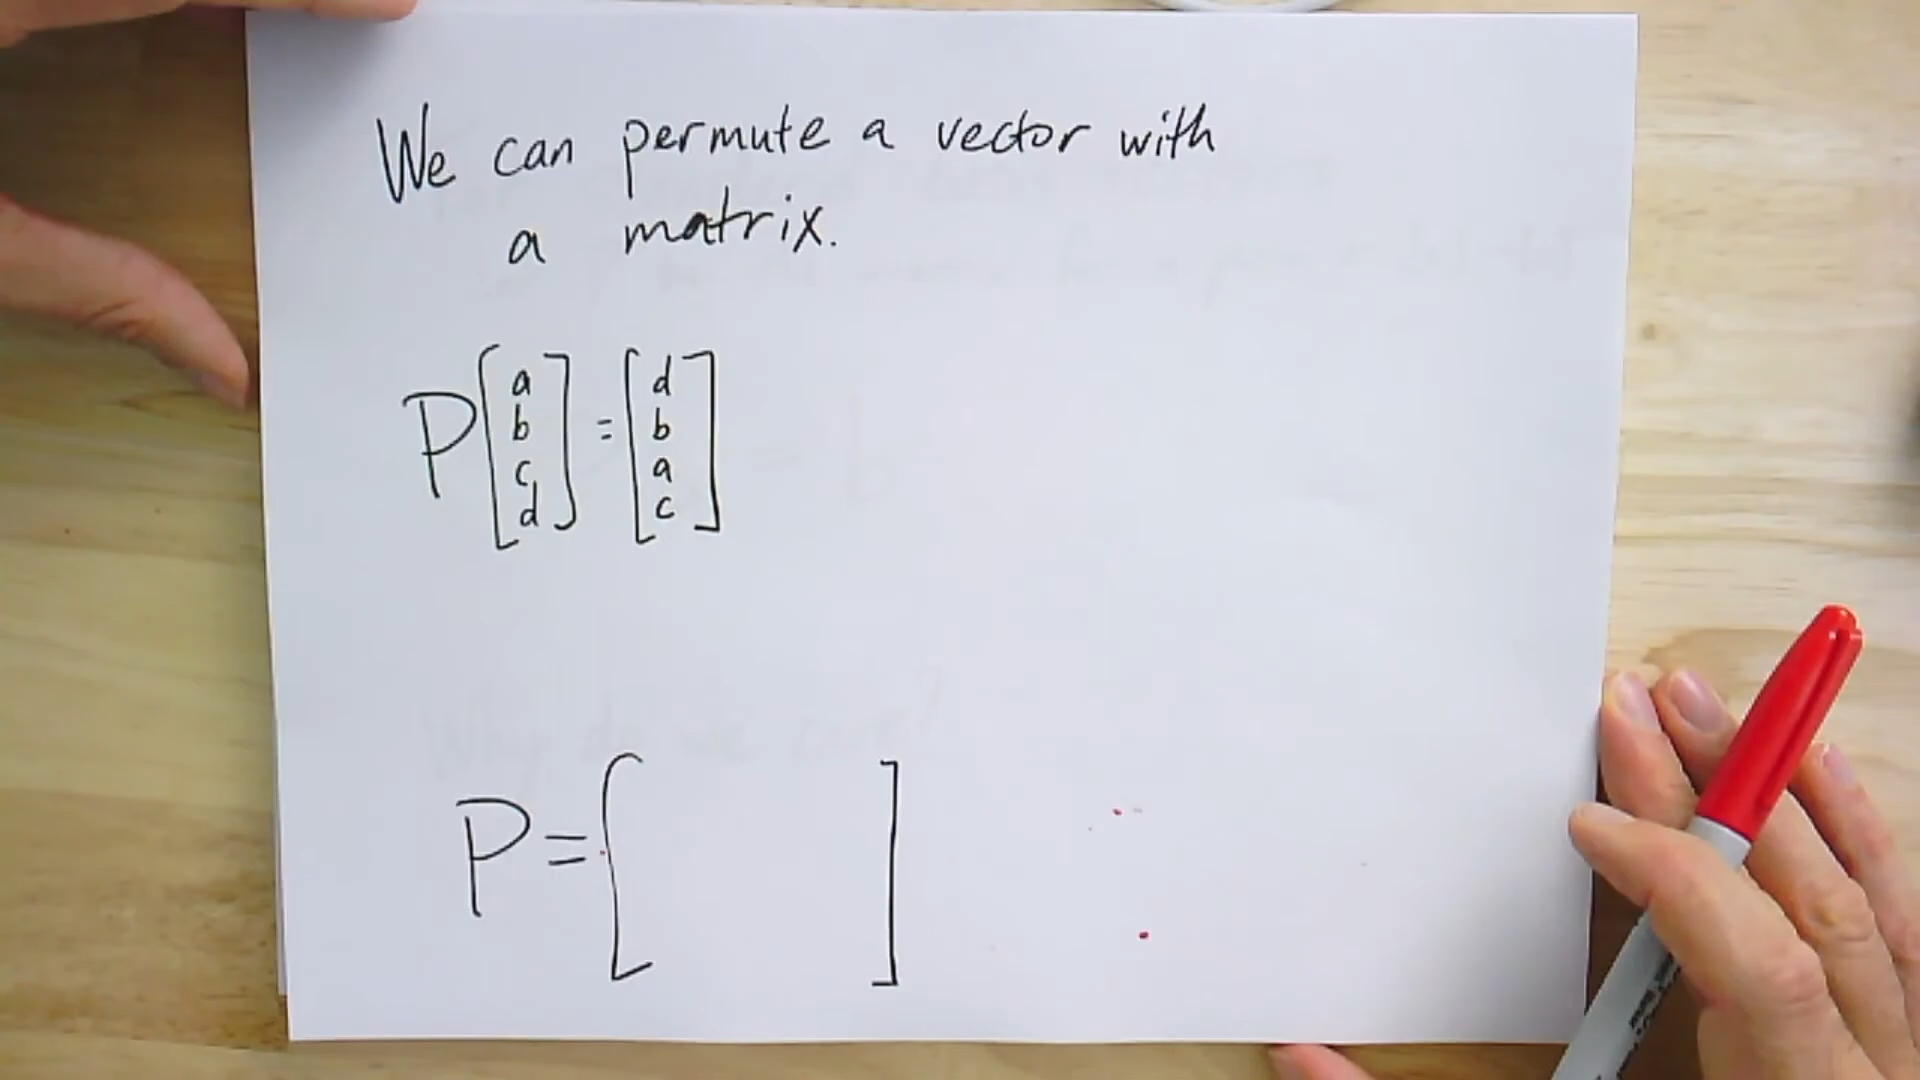 We can permute a vector with
a matrix.
P[a b c d] = [d b a c]
P = [ ]